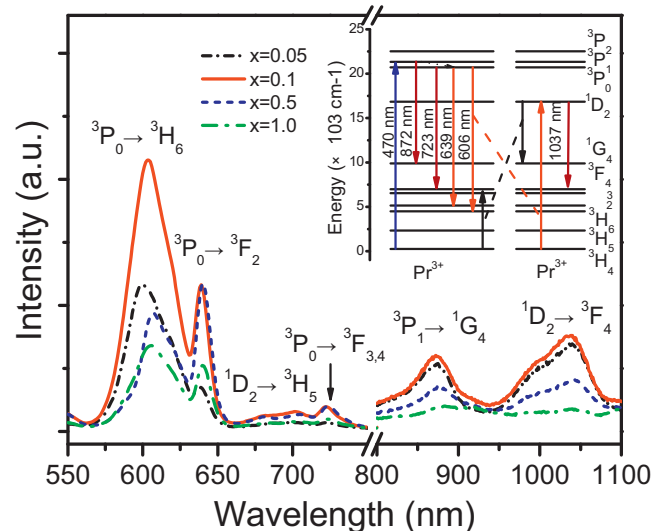 Intensity (a.u.)
x=0.05
x=0.1
x=0.5
x=1.0
³P₀→ ³H₆
³P₀→ ³F₂
¹D₂→ ³H₅
³P₀→ ³F₃,₄
³P₁→ ¹G₄
¹D₂→ ³F₄
550 600 650 700 800 900 1000 1100
Wavelength (nm)
Energy (× 103 cm-1)
25
20
15
10
5
0
470 nm
872 nm
723 nm
639 nm
606 nm
1037 nm
³P₂
³P₁
³P₀
¹D₂
¹G₄
³F₄
3
2
³H₆
³H₅
³H₄
Pr³⁺ Pr³⁺